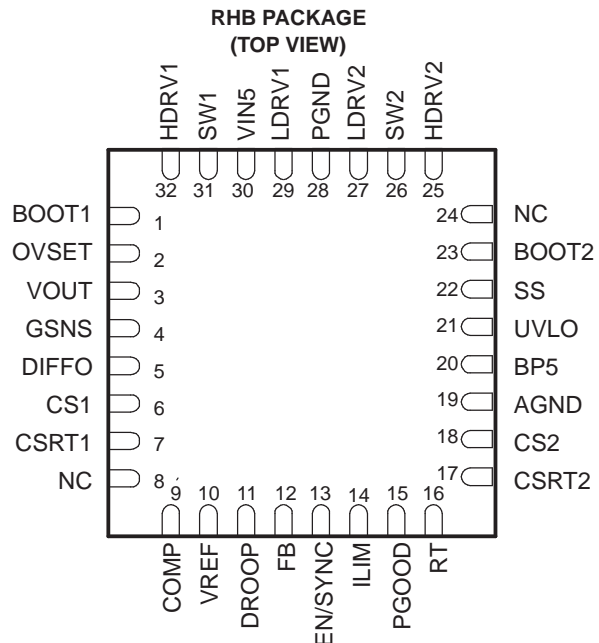 RHB PACKAGE
(TOP VIEW)
HDRV1
SW1
VIN5
LDRV1
PGND
LDRV2
SW2
HDRV2
32 31 30 29 28 27 26 25
BOOT1 1
OVSET 2
VOUT 3
GSNS 4
DIFFO 5
CS1 6
CSRT1 7
NC 8
24 NC
23 BOOT2
22 SS
21 UVLO
20 BP5
19 AGND
18 CS2
17 CSRT2
9 10 11 12 13 14 15 16
COMP
VREF
DROOP
FB
EN/SYNC
ILIM
PGOOD
RT